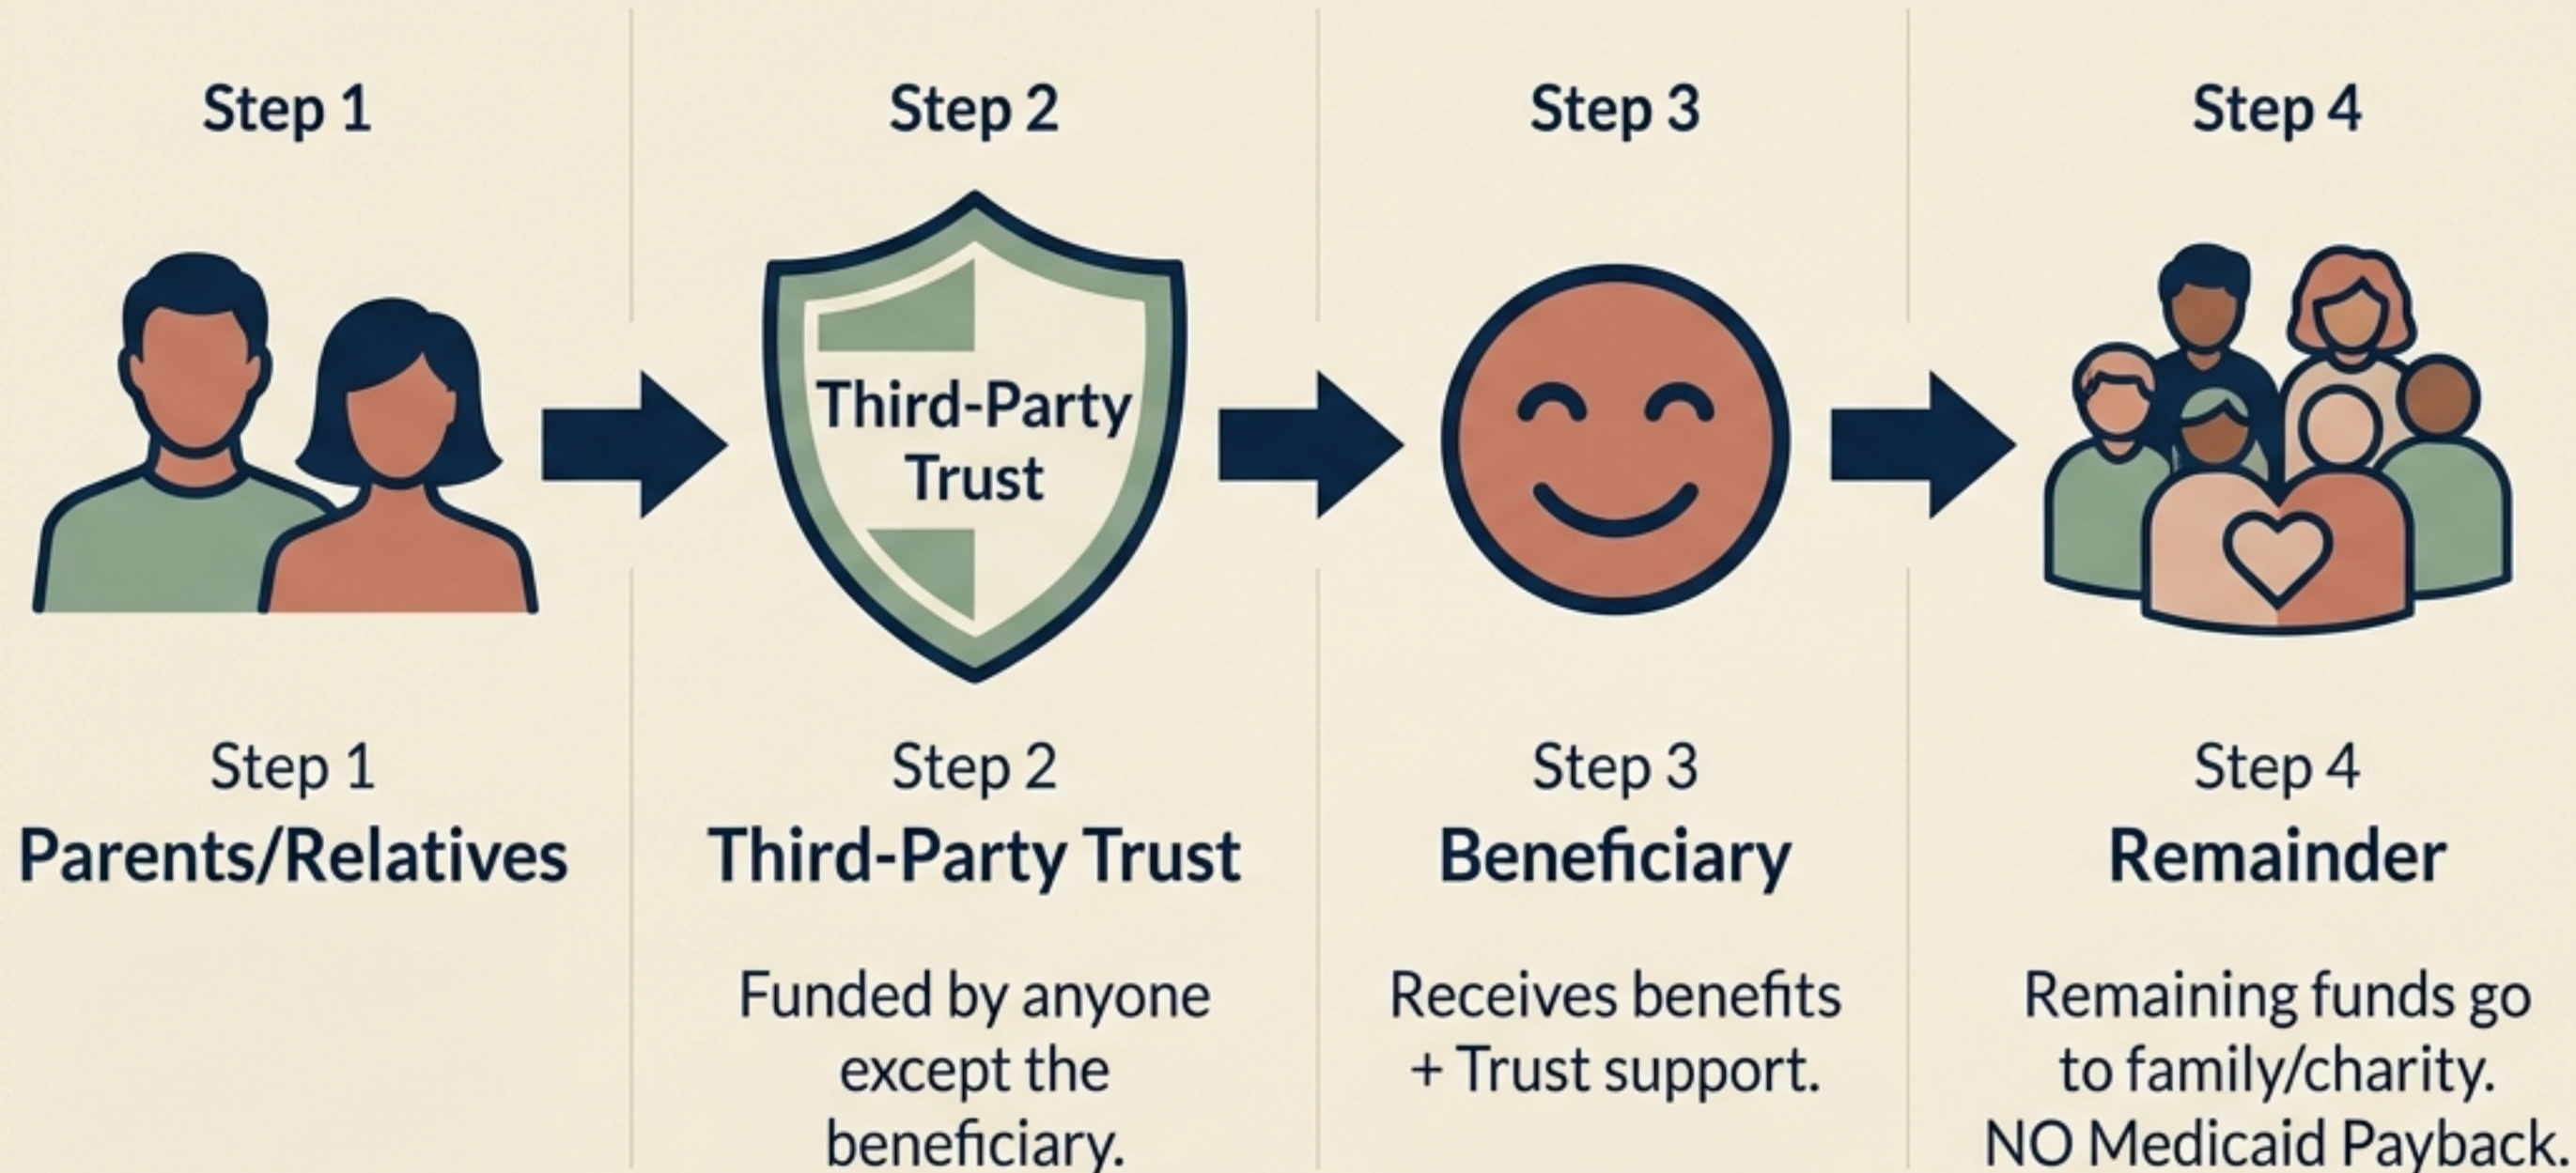 Step 1
Step 2
Step 3
Step 4
Third-Party
Trust
Step 1
Parents/Relatives
Step 2
Third-Party Trust
Funded by anyone
except the
beneficiary.
Step 3
Beneficiary
Receives benefits
+ Trust support.
Step 4
Remainder
Remaining funds go
to family/charity.
NO Medicaid Payback.